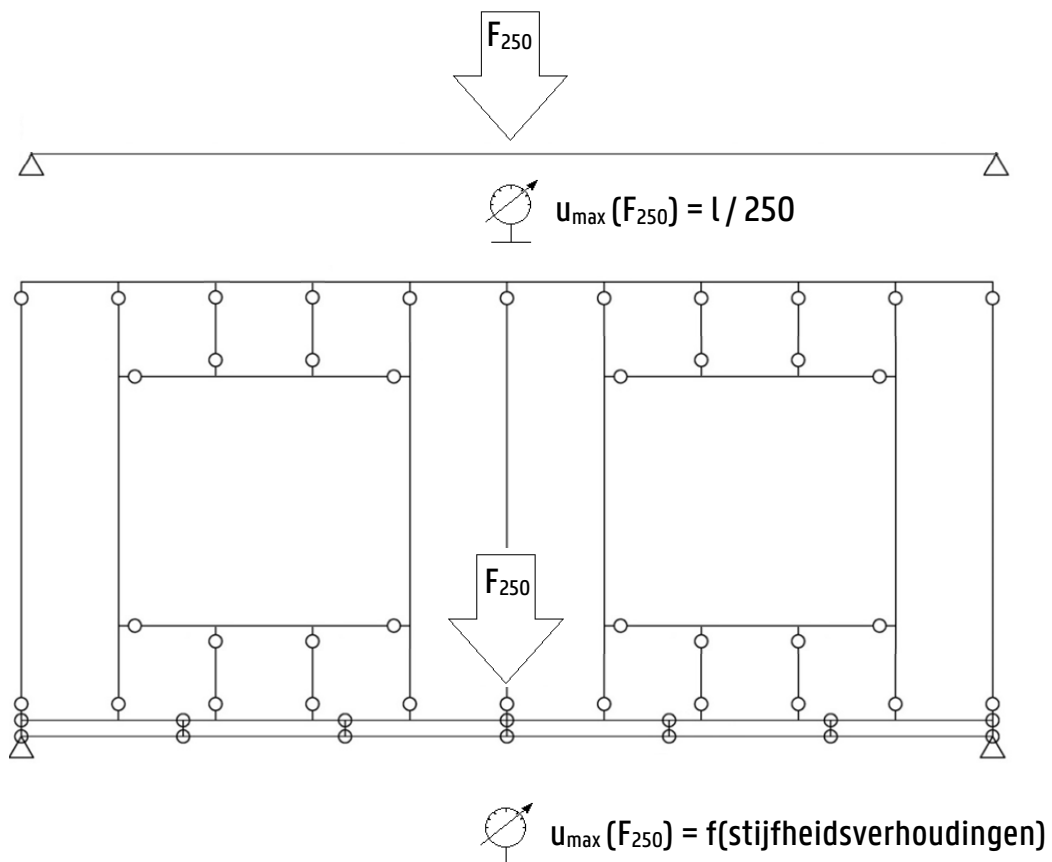 F₂₅₀
uₘₐₓ (F₂₅₀) = l / 250
F₂₅₀
uₘₐₓ (F₂₅₀) = f(stijfheidsverhoudingen)